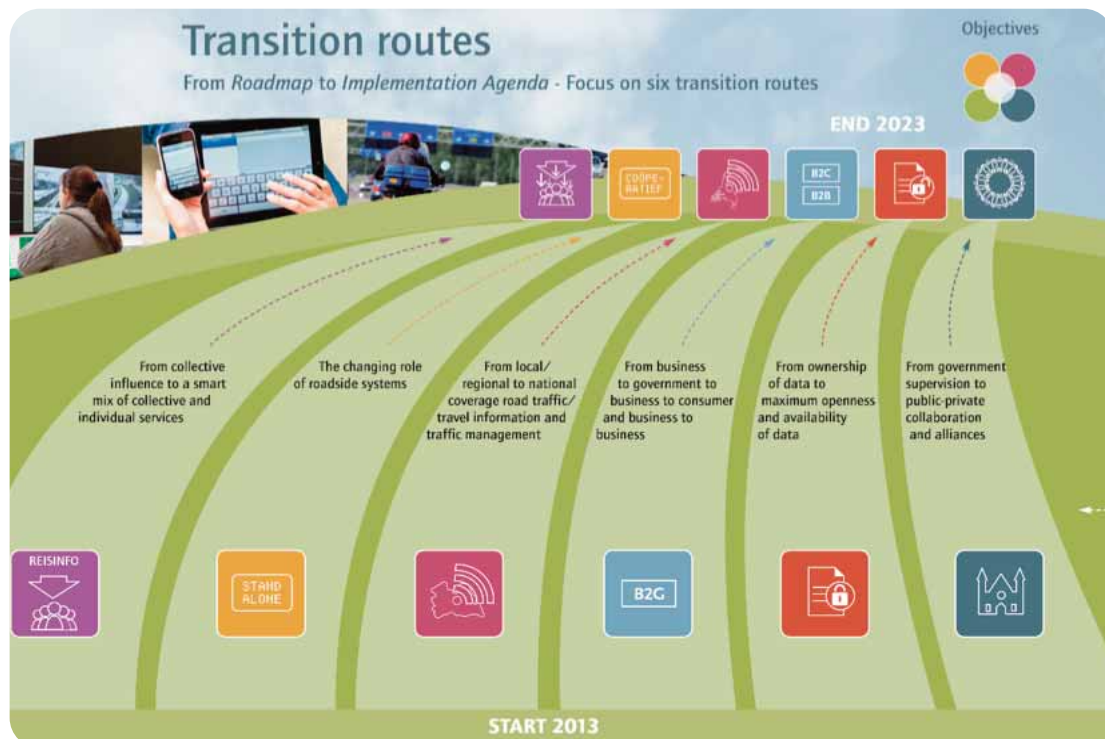 Transition routes
From Roadmap to Implementation Agenda - Focus on six transition routes
Objectives
END 2023
COÖPE-
RATIEF
B2C
B2B
From collective
influence to a smart
mix of collective and
individual services
The changing role
of roadside systems
From local/
regional to national
coverage road traffic/
travel information and
traffic management
From business
to government to
business to consumer
and business to
business
From ownership
of data to
maximum openness
and availability
of data
From government
supervision to
public-private
collaboration
and alliances
REISINFO
STAND
ALONE
B2G
START 2013